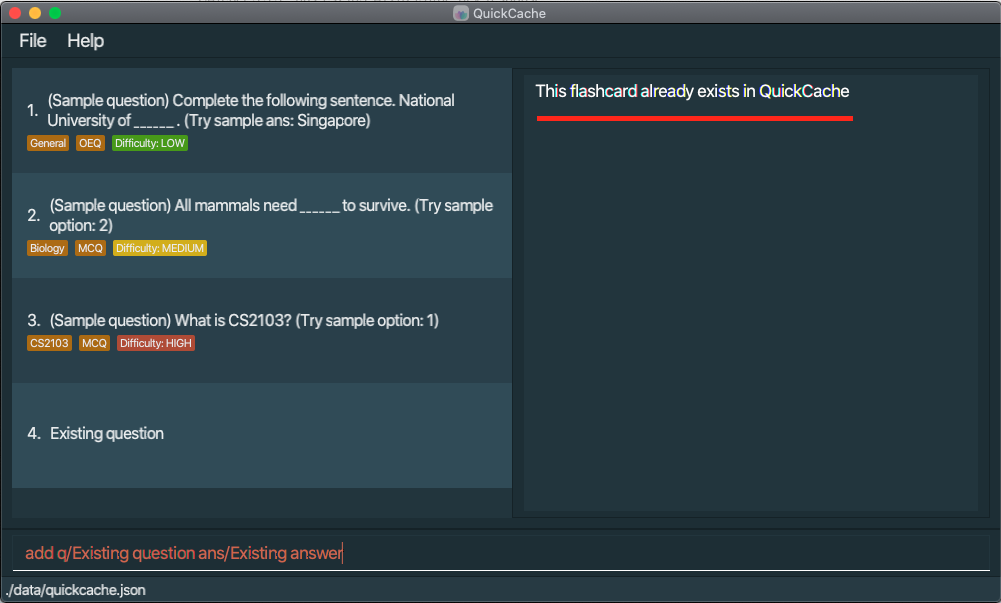 QuickCache
File Help
1. (Sample question) Complete the following sentence. National
University of ______ . (Try sample ans: Singapore)
General OEQ Difficulty: LOW
2. (Sample question) All mammals need ______ to survive. (Try sample
option: 2)
Biology MCQ Difficulty: MEDIUM
3. (Sample question) What is CS2103? (Try sample option: 1)
CS2103 MCQ Difficulty: HIGH
4. Existing question
This flashcard already exists in QuickCache
add q/Existing question ans/Existing answer
./data/quickcache.json